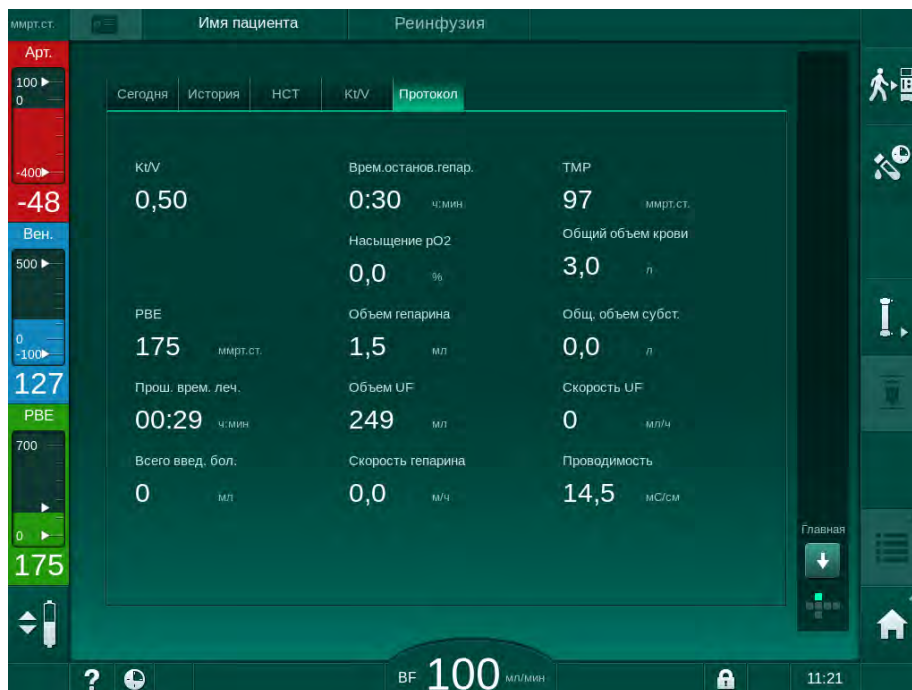 ммрт.ст.
Имя пациента
Реинфузия
Арт.
100
0
-400
-48
Вен.
500
0
-100
127
PBE
700
0
175
Сегодня История НСТ Kt/V Протокол
Kt/V
0,50
Врем.останов.гепар.
0:30 ч:мин
TMP
97 ммрт.ст.
Насыщение pO2
0,0 %
Общий объем крови
3,0 л
PBE
175 ммрт.ст.
Объем гепарина
1,5 мл
Общ. объем субст.
0,0 л
Прош. врем. леч.
00:29 ч:мин
Объем UF
249 мл
Скорость UF
0 мл/ч
Всего введ. бол.
0 мл
Скорость гепарина
0,0 м/ч
Проводимость
14,5 мС/см
Главная
?
BF 100 мл/мин
11:21